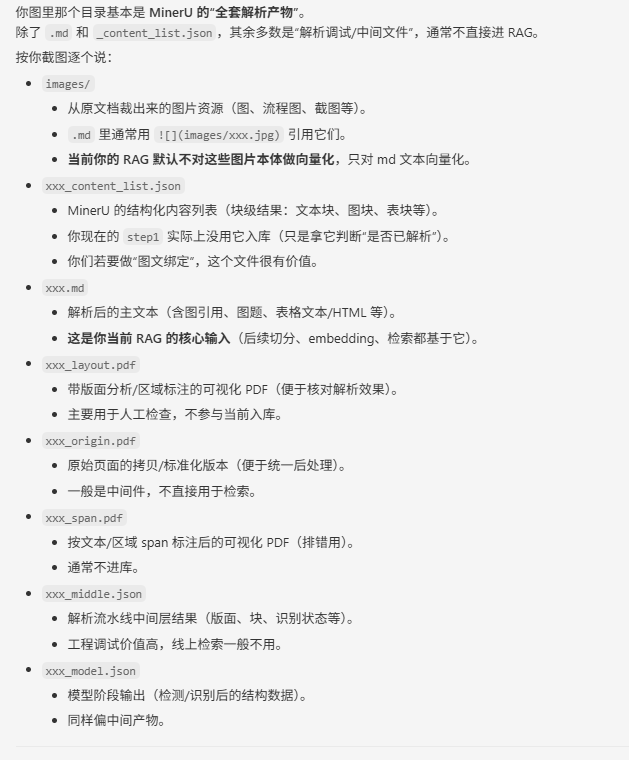 你图里那个目录基本是 MinerU 的“全套解析产物”。
除了 .md 和 _content_list.json，其余多数是“解析调试/中间文件”，通常不直接进 RAG。
按你截图逐个说：
images/
从原文档裁出来的图片资源（图、流程图、截图等）。
.md 里通常用 ![](images/xxx.jpg) 引用它们。
当前你的 RAG 默认不对这些图片本体做向量化，只对 md 文本向量化。
xxx_content_list.json
MinerU 的结构化内容列表（块级结果：文本块、图块、表块等）。
你现在的 step1 实际上没用它入库（只是拿它判断“是否已解析”）。
你们若要做“图文绑定”，这个文件很有价值。
xxx.md
解析后的主文本（含图引用、图题、表格文本/HTML 等）。
这是你当前 RAG 的核心输入（后续切分、embedding、检索都基于它）。
xxx_layout.pdf
带版面分析/区域标注的可视化 PDF（便于核对解析效果）。
主要用于人工检查，不参与当前入库。
xxx_origin.pdf
原始页面的拷贝/标准化版本（便于统一后处理）。
一般是中间件，不直接用于检索。
xxx_span.pdf
按文本/区域 span 标注后的可视化 PDF（排错用）。
通常不进库。
xxx_middle.json
解析流水线中间层结果（版面、块、识别状态等）。
工程调试价值高，线上检索一般不用。
xxx_model.json
模型阶段输出（检测/识别后的结构数据）。
同样偏中间产物。